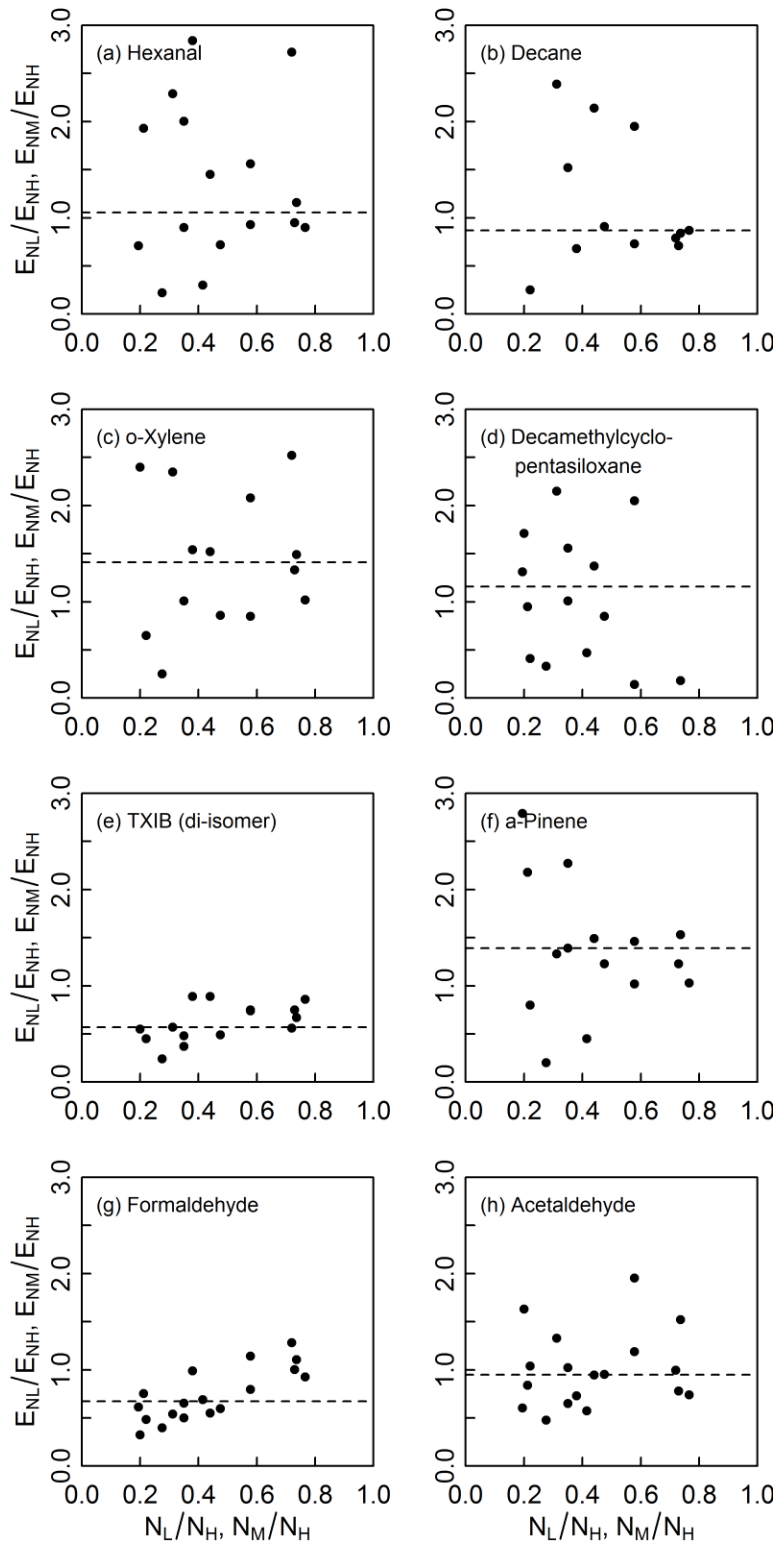 (a) Hexanal
E_NL/E_NH, E_NM/E_NH
0.0 1.0 2.0 3.0
0.0 0.2 0.4 0.6 0.8 1.0
(b) Decane
0.0 1.0 2.0 3.0
0.0 0.2 0.4 0.6 0.8 1.0
(c) o-Xylene
E_NL/E_NH, E_NM/E_NH
0.0 1.0 2.0 3.0
0.0 0.2 0.4 0.6 0.8 1.0
(d) Decamethylcyclo-
pentasiloxane
0.0 1.0 2.0 3.0
0.0 0.2 0.4 0.6 0.8 1.0
(e) TXIB (di-isomer)
E_NL/E_NH, E_NM/E_NH
0.0 1.0 2.0 3.0
0.0 0.2 0.4 0.6 0.8 1.0
(f) a-Pinene
0.0 1.0 2.0 3.0
0.0 0.2 0.4 0.6 0.8 1.0
(g) Formaldehyde
E_NL/E_NH, E_NM/E_NH
0.0 1.0 2.0 3.0
0.0 0.2 0.4 0.6 0.8 1.0
N_L/N_H, N_M/N_H
(h) Acetaldehyde
0.0 1.0 2.0 3.0
0.0 0.2 0.4 0.6 0.8 1.0
N_L/N_H, N_M/N_H